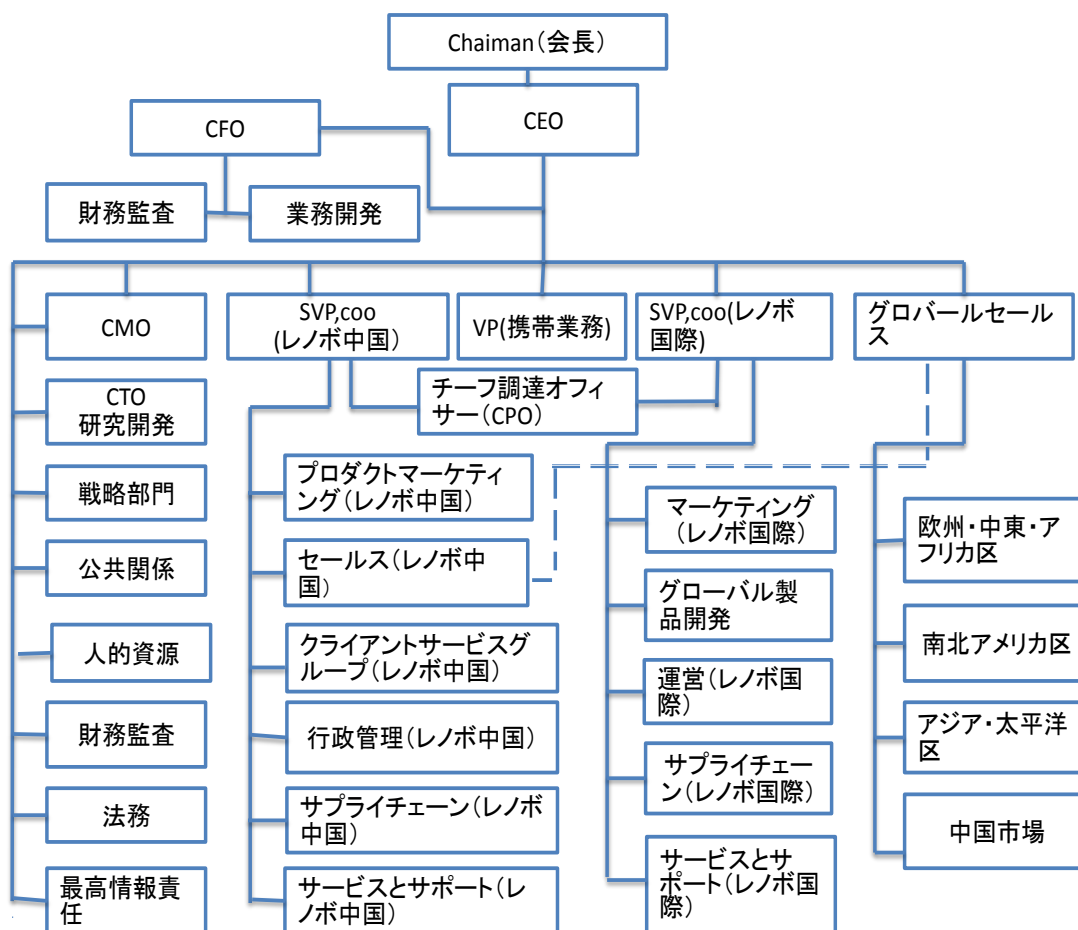 Chaiman(会長)
CEO
CFO
財務監査
業務開発
CMO
SVP,coo
(レノボ中国)
VP(携帯業務)
SVP,coo(レノボ
国際)
グロバールセール
ス
チーフ調達オフィ
サー(CPO)
CTO
研究開発
戦略部門
公共関係
人的資源
財務監査
法務
最高情報責
任
プロダクトマーケティ
ング(レノボ中国)
セールス(レノボ中
国)
クライアントサービスグ
ループ(レノボ中国)
行政管理(レノボ中国)
サプライチェーン(レノボ
中国)
サービスとサポート(レ
ノボ中国)
マーケティング
(レノボ国際)
グローバル製
品開発
運営(レノボ国
際)
サプライチェー
ン(レノボ国際)
サービスとサ
ポート(レノボ国
際)
欧州・中東・ア
フリカ区
南北アメリカ区
アジア・太平洋
区
中国市場